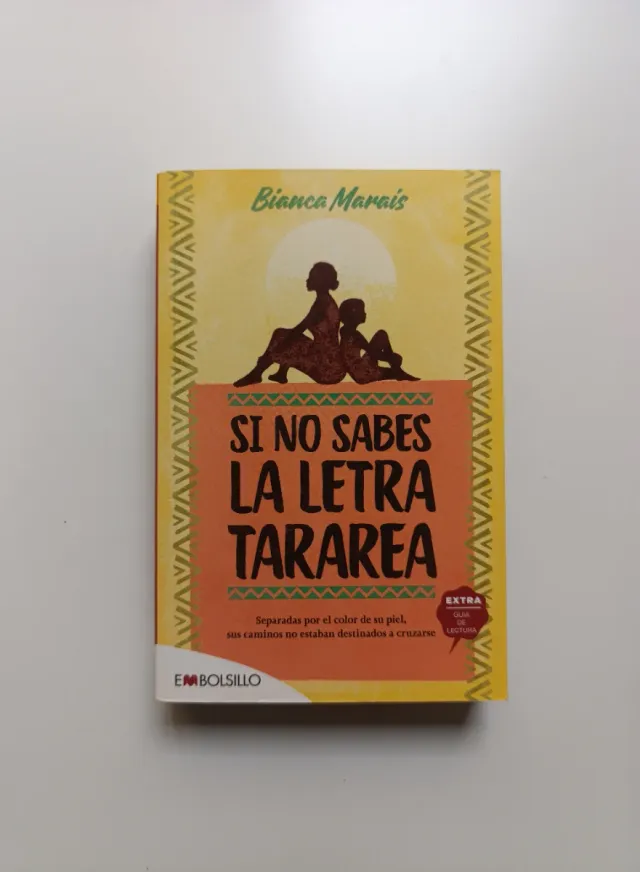 Bianca Marais
SI NO SABES
LA LETRA
TARAREA
Separadas por el color de su piel,
sus caminos no estaban destinados a cruzarse
EXTRA
GUÍA
DE
LECTURA
EMBOLSILLO